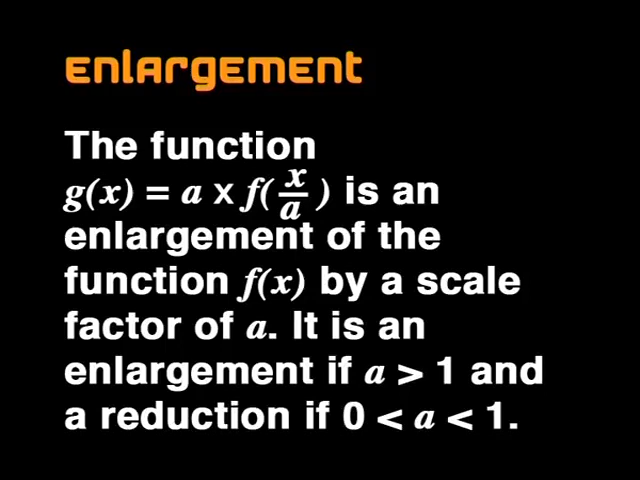 ENLARGEMENT
The function
g(x) = a x f(x/a) is an
enlargement of the
function f(x) by a scale
factor of a. It is an
enlargement if a > 1 and
a reduction if 0 < a < 1.